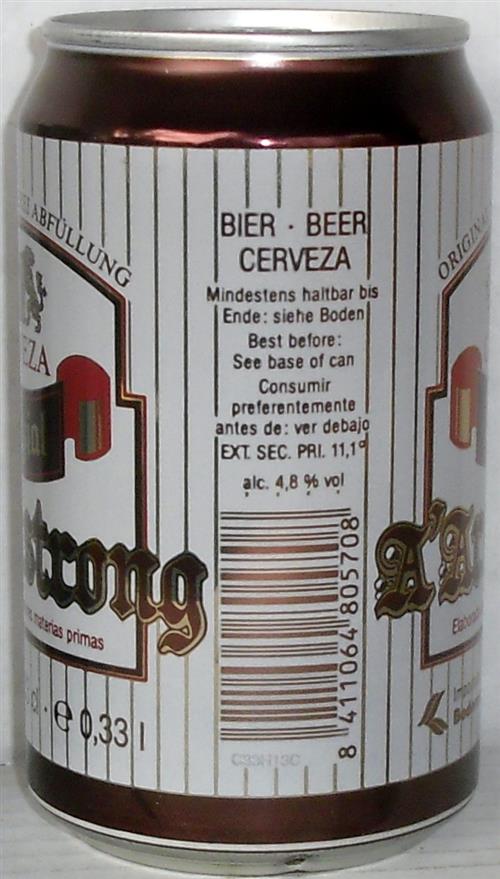 ABFÜLLUNG
EZA
strong
materias primas
cl. e 0,33 l
BIER · BEER
CERVEZA
Mindestens haltbar bis
Ende: siehe Boden
Best before:
See base of can
Consumir
preferentemente
antes de: ver debajo
EXT. SEC. PRI. 11,1º
alc. 4,8 % vol
8 411064 805708
C33H13C
ORIGINAL
A'A